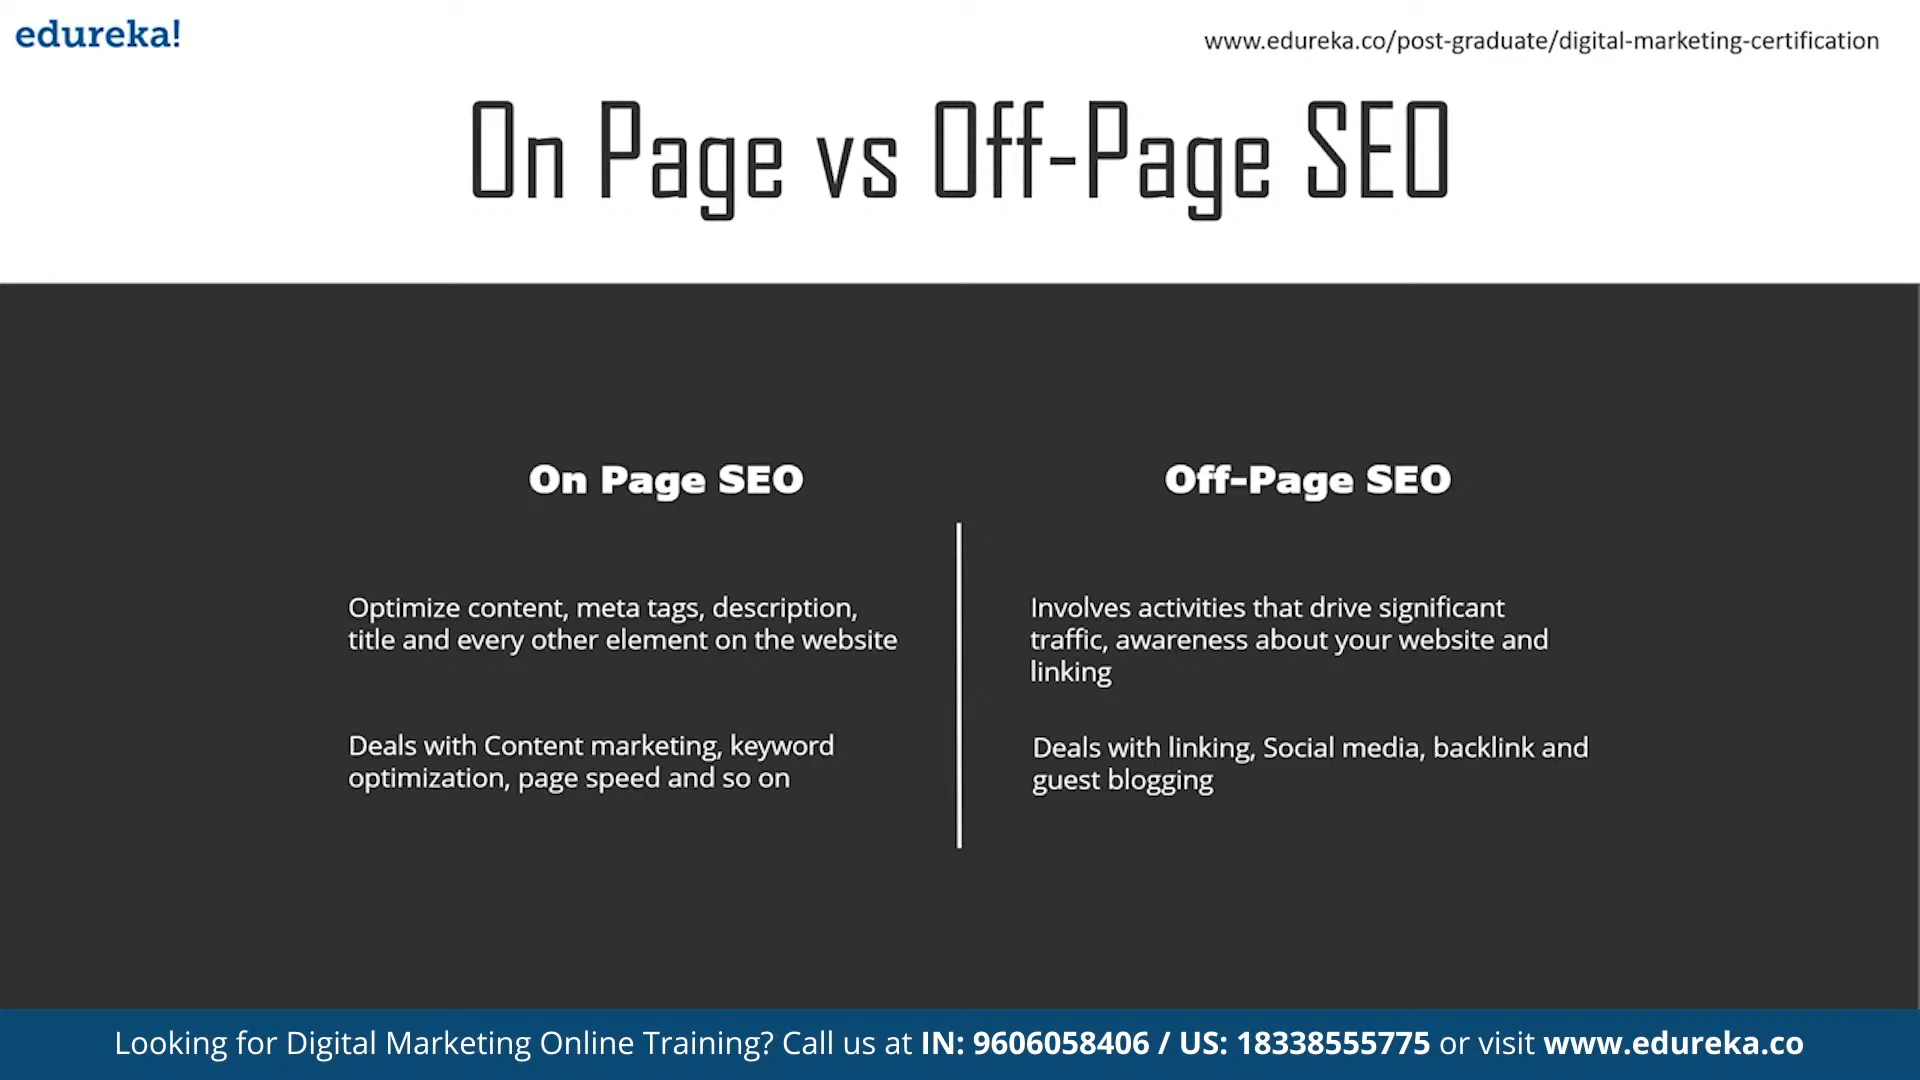 edureka!
www.edureka.co/post-graduate/digital-marketing-certification
On Page vs Off-Page SEO
On Page SEO
Optimize content, meta tags, description,
title and every other element on the website
Deals with Content marketing, keyword
optimization, page speed and so on
Off-Page SEO
Involves activities that drive significant
traffic, awareness about your website and
linking
Deals with linking, Social media, backlink and
guest blogging
Looking for Digital Marketing Online Training? Call us at IN: 9606058406 / US: 18338555775 or visit www.edureka.co